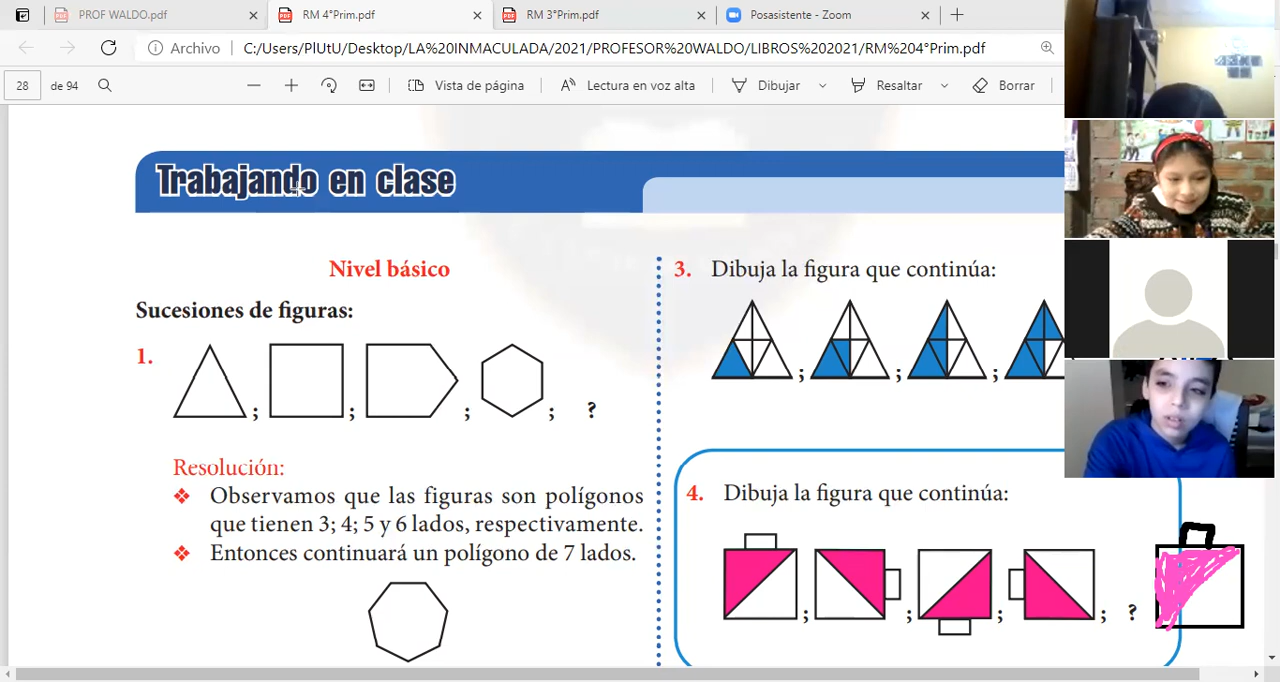 PROF WALDO.pdf
RM 4°Prim.pdf
RM 3°Prim.pdf
Posasistente - Zoom
Archivo
C:/Users/PlUtU/Desktop/LA%20INMACULADA/2021/PROFESOR%20WALDO/LIBROS%202021/RM%204°Prim.pdf
28
de 94
Vista de página
Lectura en voz alta
Dibujar
Resaltar
Borrar
Trabajando en clase
Nivel básico
Sucesiones de figuras:
1.
; ; ; ; ?
Resolución:
Observamos que las figuras son polígonos
que tienen 3; 4; 5 y 6 lados, respectivamente.
Entonces continuará un polígono de 7 lados.
3. Dibuja la figura que continúa:
; ; ;
4. Dibuja la figura que continúa:
; ; ; ; ?